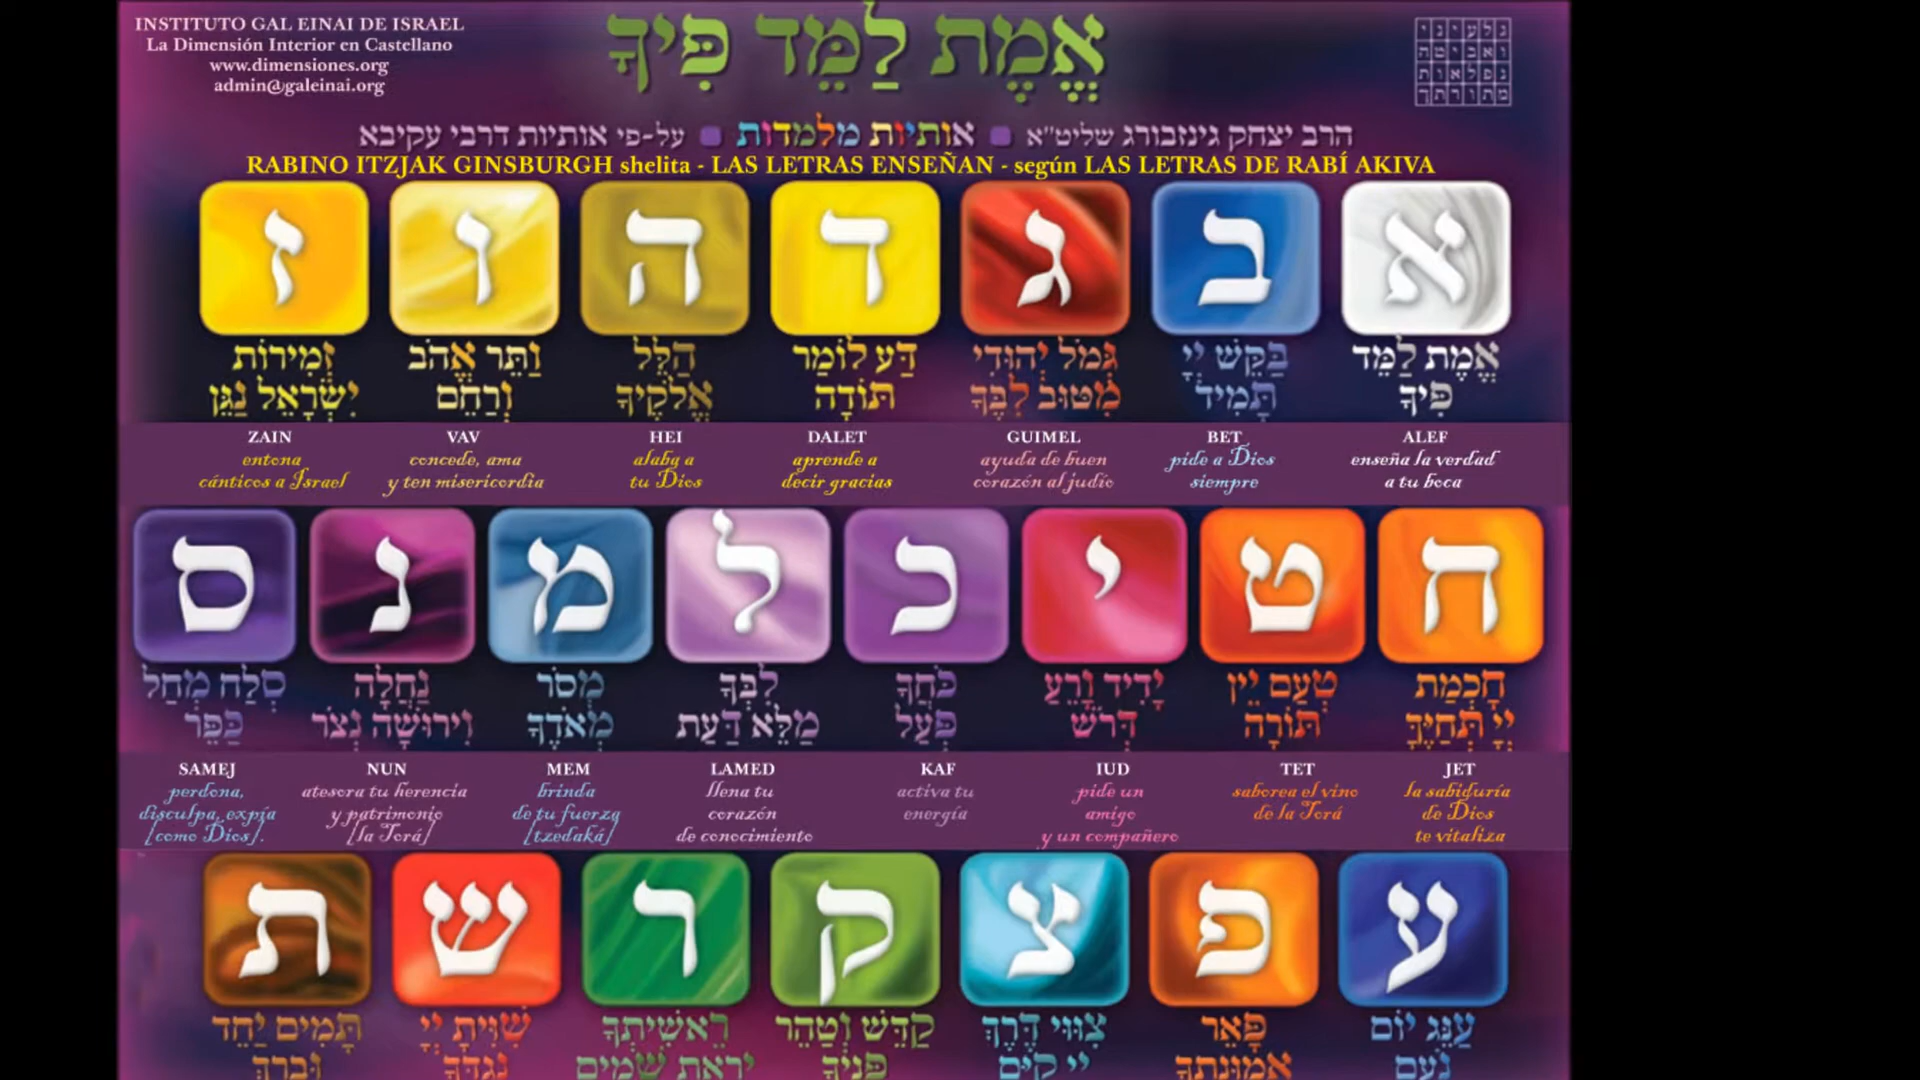 INSTITUTO GAL EINAI DE ISRAEL
La Dimensión Interior en Castellano
www.dimensiones.org
admin@galeinai.org
אֱמֶת לַמֵּד פִּיךָ
ג ל ע י נ י
ו א ב י ט ה
נ פ ל א ו ת
מ ת ו ר ת ך
הרב יצחק גינזבורג שליט"א ■ אותיות מלמדות ■ על-פי אותיות דרבי עקיבא
RABINO ITZJAK GINSBURGH shelita - LAS LETRAS ENSEÑAN - según LAS LETRAS DE RABÍ AKIVA
א ב ג ד ה ו ז
אֱמֶת לַמֵּד
פִּיךָ
בַּקֵּשׁ יְיָ
תָּמִיד
גְּמֹל יְהוּדִי
מִטּוּב לִבֶּךָ
דַּע לוֹמַר
תּוֹדָה
הַלֵּל
אֱלֹקֶיךָ
וַתֵּר אֱהֹב
וְרַחֵם
זְמִירוֹת
יִשְׂרָאֵל נַגֵּן
ZAIN
entona
cánticos a Israel
VAV
concede, ama
y ten misericordia
HEI
alaba a
tu Dios
DALET
aprende a
decir gracias
GUIMEL
ayuda de buen
corazón al judío
BET
pide a Dios
siempre
ALEF
enseña la verdad
a tu boca
ח ט י כ ל מ נ ס
חָכְמַת
יְיָ תְּחַיֶּךָ
טְעַם יֵין
תּוֹרָה
יָדִיד וָרֵעַ
דְּרֹשׁ
כֹּחֲךָ
פְּעַל
לִבְּךָ
מַלֵּא דַּעַת
מְסֹר
מְאֹדֶךָ
נַחֲלָה
וִירוּשָּׁה נְצֹר
סְלַח מְחַל
כַּפֵּר
SAMEJ
perdona,
disculpa, expía
[como Dios].
NUN
atesora tu herencia
y patrimonio
[la Torá]
MEM
brinda
de tu fuerza
[tzedaká]
LAMED
llena tu
corazón
de conocimiento
KAF
activa tu
energía
IUD
pide un
amigo
y un compañero
TET
saborea el vino
de la Torá
JET
la sabiduría
de Dios
te vitaliza
ע פ צ ק ר ש ת
עַנֵּג יוֹם
נֹעַם
פָּאֵר
אֱמוּנָתְךָ
צִוּוּי דֶּרֶךְ
יי קַיֵּם
קַדֵּשׁ וְטַהֵר
פָּנֶיךָ
רֵאשִׁיתְךָ
יִרְאַת שָׁמַיִם
שִׁוִּיתָ יְיָ
נֶגְדְּךָ
תָּמִים יַחֵד
וּבָרֵךְ